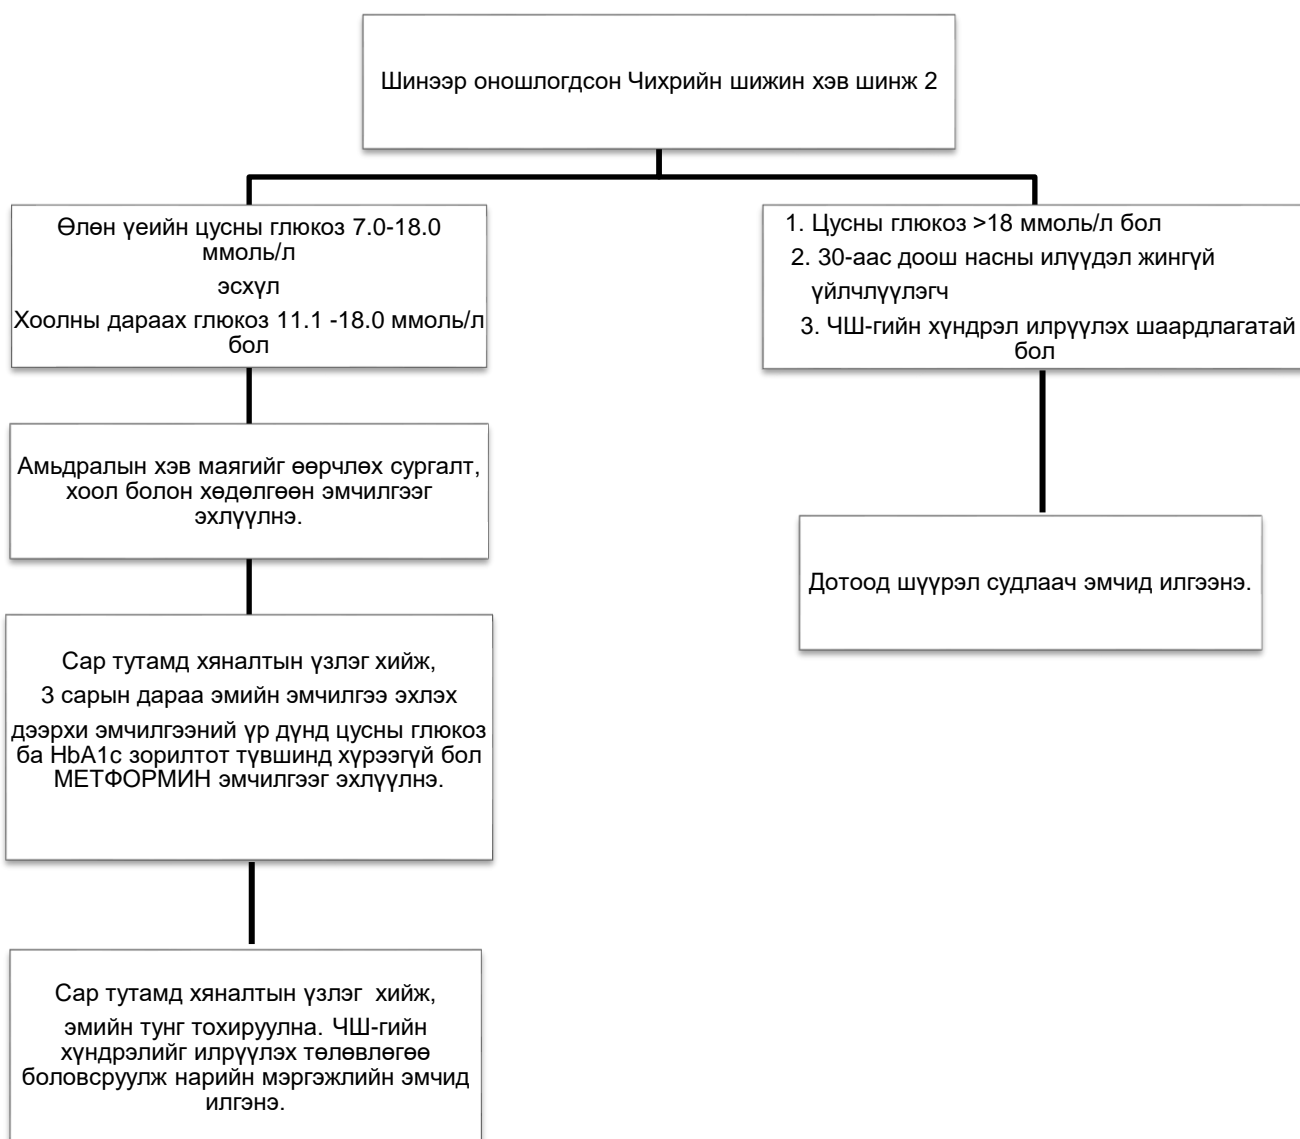 Шинээр оношлогдсон Чихрийн шижин хэв шинж 2
Өлөн үеийн цусны глюкоз 7.0-18.0
ммоль/л
эсхүл
Хоолны дараах глюкоз 11.1 -18.0 ммоль/л
бол
1. Цусны глюкоз >18 ммоль/л бол
2. 30-аас доош насны илүүдэл жингүй
үйлчлүүлэгч
3. ЧШ-гийн хүндрэл илрүүлэх шаардлагатай
бол
Амьдралын хэв маягийг өөрчлөх сургалт,
хоол болон хөдөлгөөн эмчилгээг
эхлүүлнэ.
Дотоод шүүрэл судлаач эмчид илгээнэ.
Сар тутамд хяналтын үзлэг хийж,
3 сарын дараа эмийн эмчилгээ эхлэх
дээрхи эмчилгээний үр дүнд цусны глюкоз
ба HbA1c зорилтот түвшинд хүрээгүй бол
МЕТФОРМИН эмчилгээг эхлүүлнэ.
Сар тутамд хяналтын үзлэг хийж,
эмийн тунг тохируулна. ЧШ-гийн
хүндрэлийг илрүүлэх төлөвлөгөө
боловсруулж нарийн мэргэжлийн эмчид
илгэнэ.